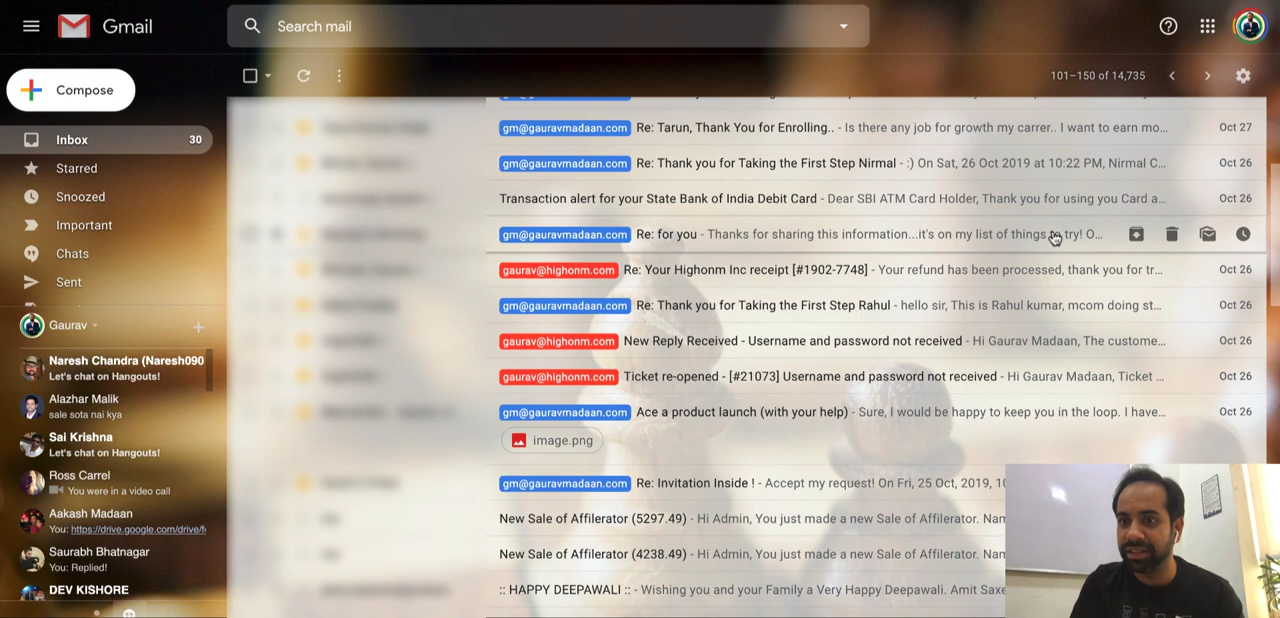 Gmail
Search mail
Compose
101–150 of 14,735
Inbox 30
Starred
Snoozed
Important
Chats
Sent
Gaurav
Naresh Chandra (Naresh090
Let's chat on Hangouts!
Alazhar Malik
sale sota nai kya
Sai Krishna
Let's chat on Hangouts!
Ross Carrel
You were in a video call
Aakash Madaan
You: https://drive.google.com/drive/f
Saurabh Bhatnagar
You: Replied!
DEV KISHORE
gm@gauravmadaan.com Re: Tarun, Thank You for Enrolling.. - Is there any job for growth my carrer.. I want to earn mo... Oct 27
gm@gauravmadaan.com Re: Thank you for Taking the First Step Nirmal - :) On Sat, 26 Oct 2019 at 10:22 PM, Nirmal C... Oct 26
Transaction alert for your State Bank of India Debit Card - Dear SBI ATM Card Holder, Thank you for using you Card a... Oct 26
gm@gauravmadaan.com Re: for you - Thanks for sharing this information...it's on my list of things to try! O...
gaurav@highonm.com Re: Your Highonm Inc receipt [#1902-7748] - Your refund has been processed, thank you for tr... Oct 26
gm@gauravmadaan.com Re: Thank you for Taking the First Step Rahul - hello sir, This is Rahul kumar, mcom doing st... Oct 26
gaurav@highonm.com New Reply Received - Username and password not received - Hi Gaurav Madaan, The custome... Oct 26
gaurav@highonm.com Ticket re-opened - [#21073] Username and password not received - Hi Gaurav Madaan, Ticket ... Oct 26
gm@gauravmadaan.com Ace a product launch (with your help) - Sure, I would be happy to keep you in the loop. I have... Oct 26
image.png
gm@gauravmadaan.com Re: Invitation Inside ! - Accept my request! On Fri, 25 Oct, 2019, 10
New Sale of Affilerator (5297.49) - Hi Admin, You just made a new Sale of Affilerator. Nam
New Sale of Affilerator (4238.49) - Hi Admin, You just made a new Sale of Affilerator. Nam
:: HAPPY DEEPAWALI :: - Wishing you and your Family a Very Happy Deepawali. Amit Saxe